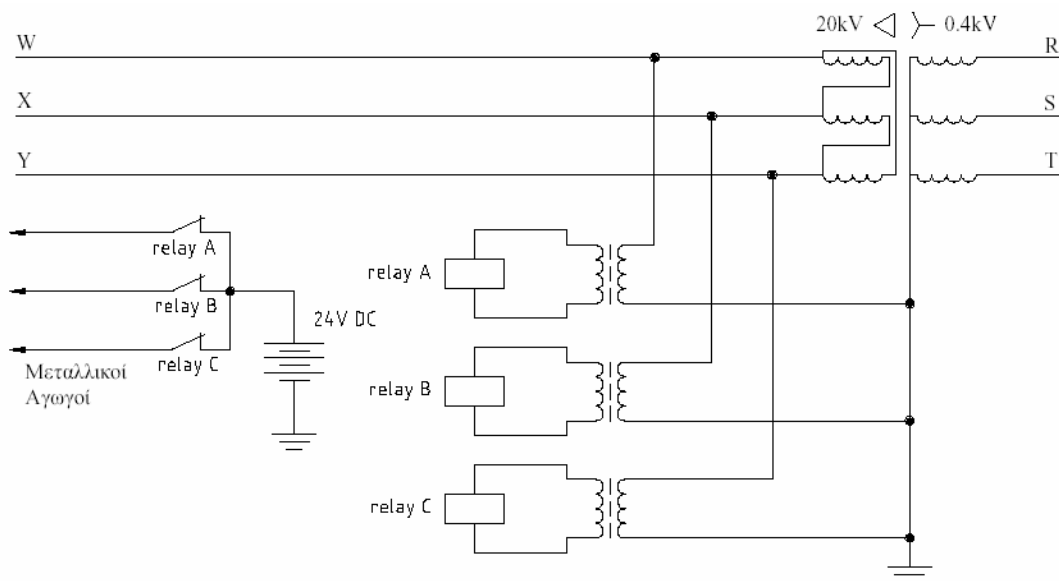 20kV 0.4kV
W
R
X
S
Y
T
relay A
relay A
relay B
24V DC
relay C
relay B
Μεταλλικοί
Αγωγοί
relay C